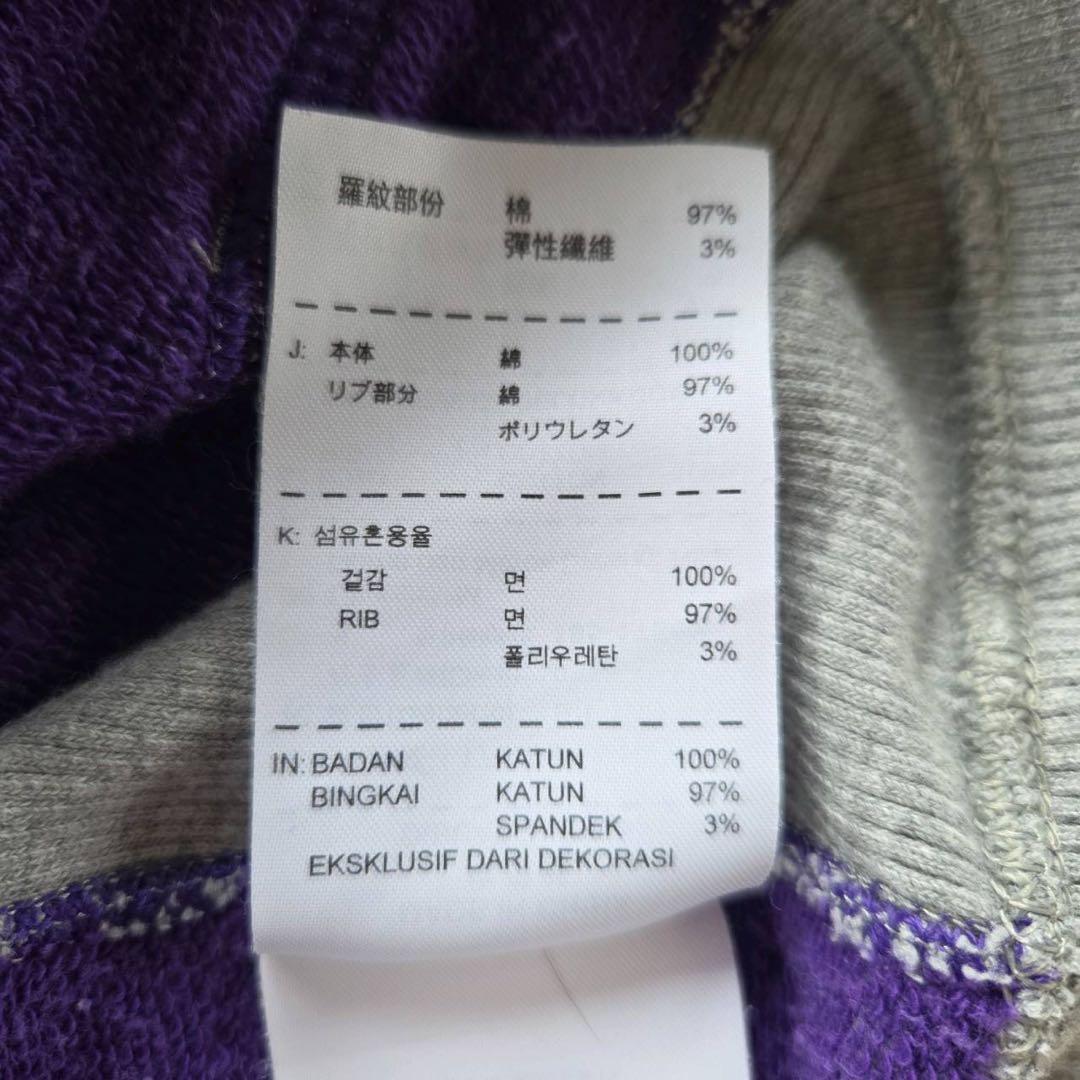 羅紋部份 棉 97%
彈性纖維 3%
J: 本体 綿 100%
リブ部分 綿 97%
ポリウレタン 3%
K: 섬유혼용율
겉감 면 100%
RIB 면 97%
폴리우레탄 3%
IN: BADAN KATUN 100%
BINGKAI KATUN 97%
SPANDEK 3%
EKSKLUSIF DARI DEKORASI